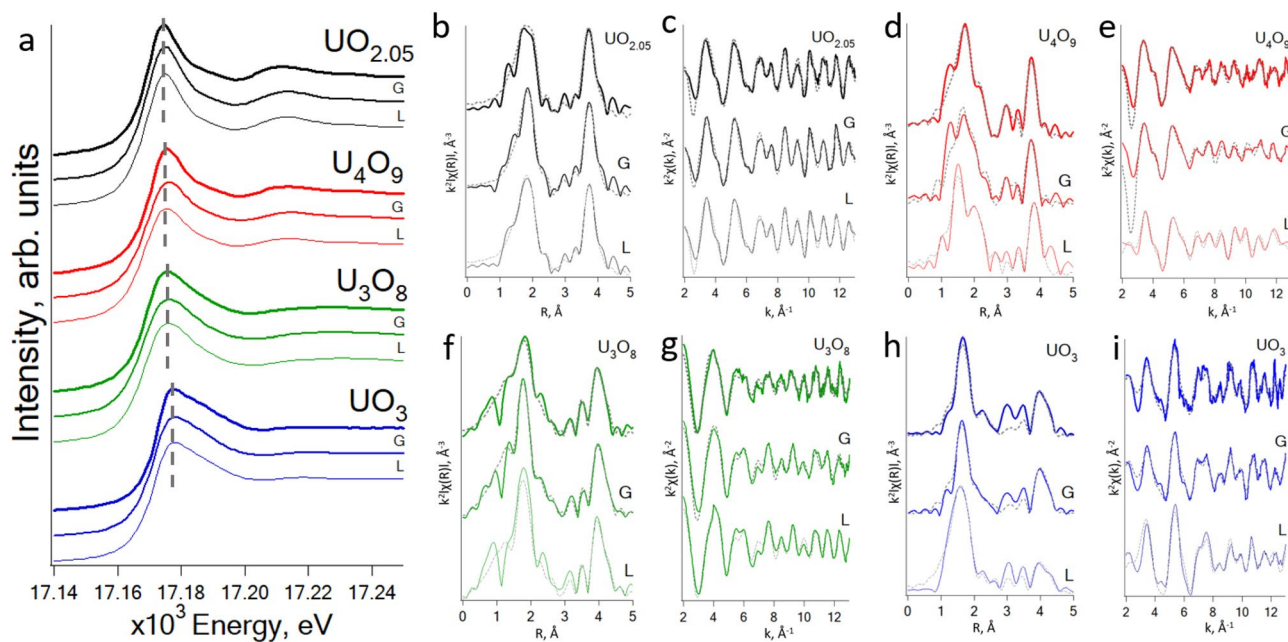 a
UO2.05
G
L
U4O9
G
L
U3O8
G
L
UO3
G
L
Intensity, arb. units
17.14 17.16 17.18 17.20 17.22 17.24
x10³ Energy, eV
b
UO2.05
G
L
k²|χ(R)|, Å⁻³
0 1 2 3 4 5
R, Å
c
UO2.05
G
L
k²χ(k), Å⁻²
2 4 6 8 10 12
k, Å⁻¹
d
U4O9
G
L
k²|χ(R)|, Å⁻³
0 1 2 3 4 5
R, Å
e
U4O9
G
L
k²χ(k), Å⁻²
2 4 6 8 10 12
k, Å⁻¹
f
U3O8
G
L
k²|χ(R)|, Å⁻³
0 1 2 3 4 5
R, Å
g
U3O8
G
L
k²χ(k), Å⁻²
2 4 6 8 10 12
k, Å⁻¹
h
UO3
G
L
k²|χ(R)|, Å⁻³
0 1 2 3 4 5
R, Å
i
UO3
G
L
k²χ(k), Å⁻²
2 4 6 8 10 12
k, Å⁻¹